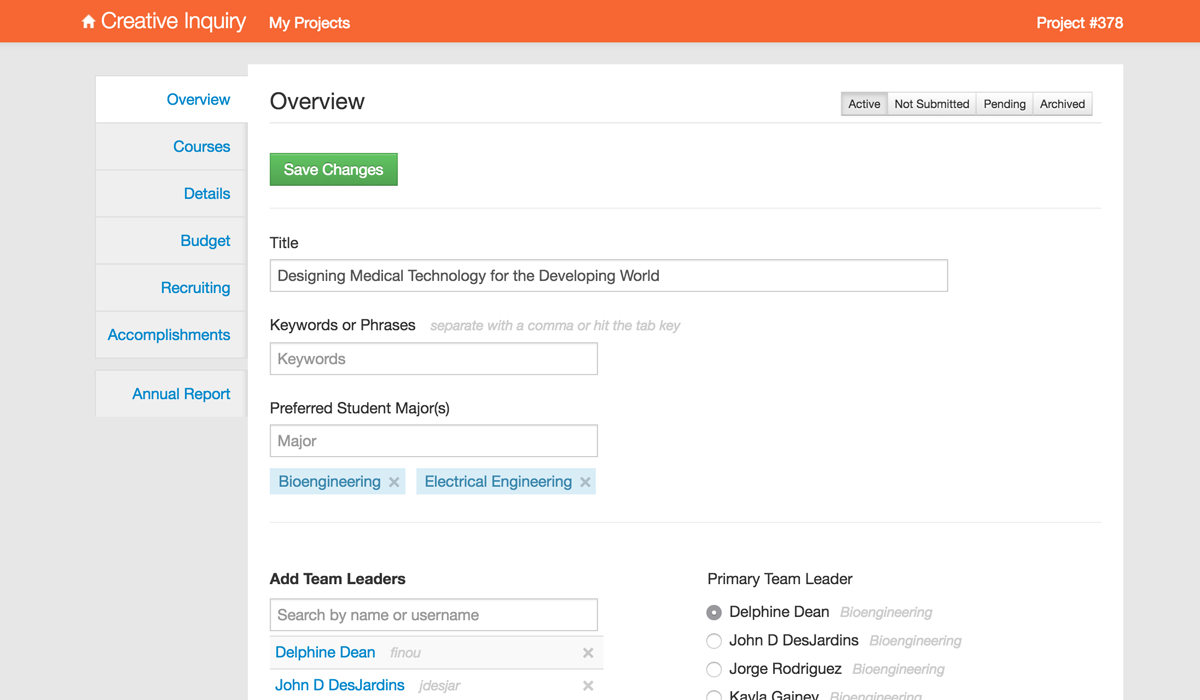 Creative Inquiry My Projects Project #378
Overview
Courses
Details
Budget
Recruiting
Accomplishments
Annual Report
Overview
Active Not Submitted Pending Archived
Save Changes
Title
Designing Medical Technology for the Developing World
Keywords or Phrases separate with a comma or hit the tab key
Keywords
Preferred Student Major(s)
Major
Bioengineering × Electrical Engineering ×
Add Team Leaders
Search by name or username
Delphine Dean finou ×
John D DesJardins jdesjar ×
Primary Team Leader
Delphine Dean Bioengineering
John D DesJardins Bioengineering
Jorge Rodriguez Bioengineering
Kayla Gainey Bioengineering